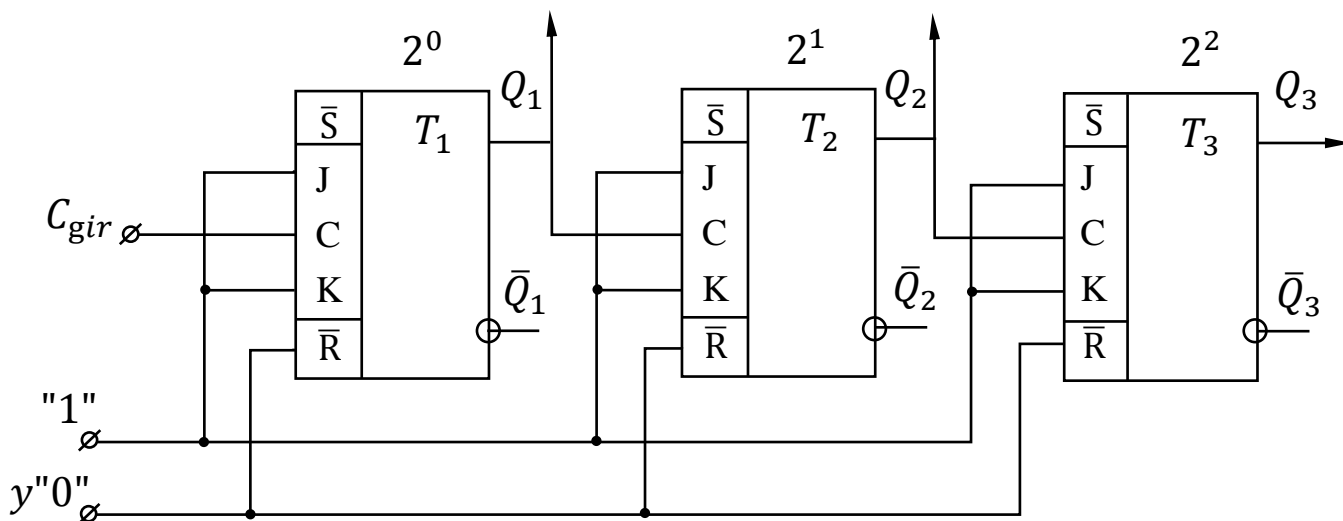 2⁰ 2¹ 2²
Q₁ Q₂ Q₃
S̅ T₁ S̅ T₂ S̅ T₃
J J J
C_gir C C C
K K K
Q̅₁ Q̅₂ Q̅₃
R̅ R̅ R̅
"1"
y"0"